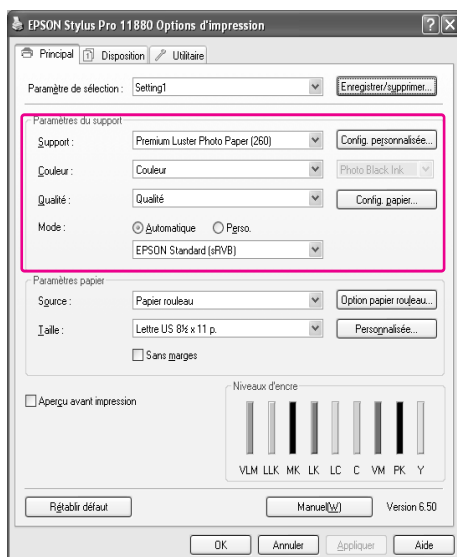 EPSON Stylus Pro 11880 Options d'impression
Principal Disposition Utilitaire
Paramètre de sélection : Setting1 Enregistrer/supprimer...
Paramètres du support
Support : Premium Luster Photo Paper (260) Config. personnalisée...
Couleur : Couleur Photo Black Ink
Qualité : Qualité Config. papier...
Mode : Automatique Perso.
EPSON Standard (sRVB)
Paramètres papier
Source : Papier rouleau Option papier rouleau...
Taille : Lettre US 8½ x 11 p. Personnalisée...
Sans marges
Aperçu avant impression
Niveaux d'encre
VLM LLK MK LK LC C VM PK Y
Rétablir défaut Manuel(W) Version 6.50
OK Annuler Appliquer Aide